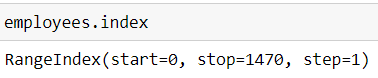 employees.index
RangeIndex(start=0, stop=1470, step=1)